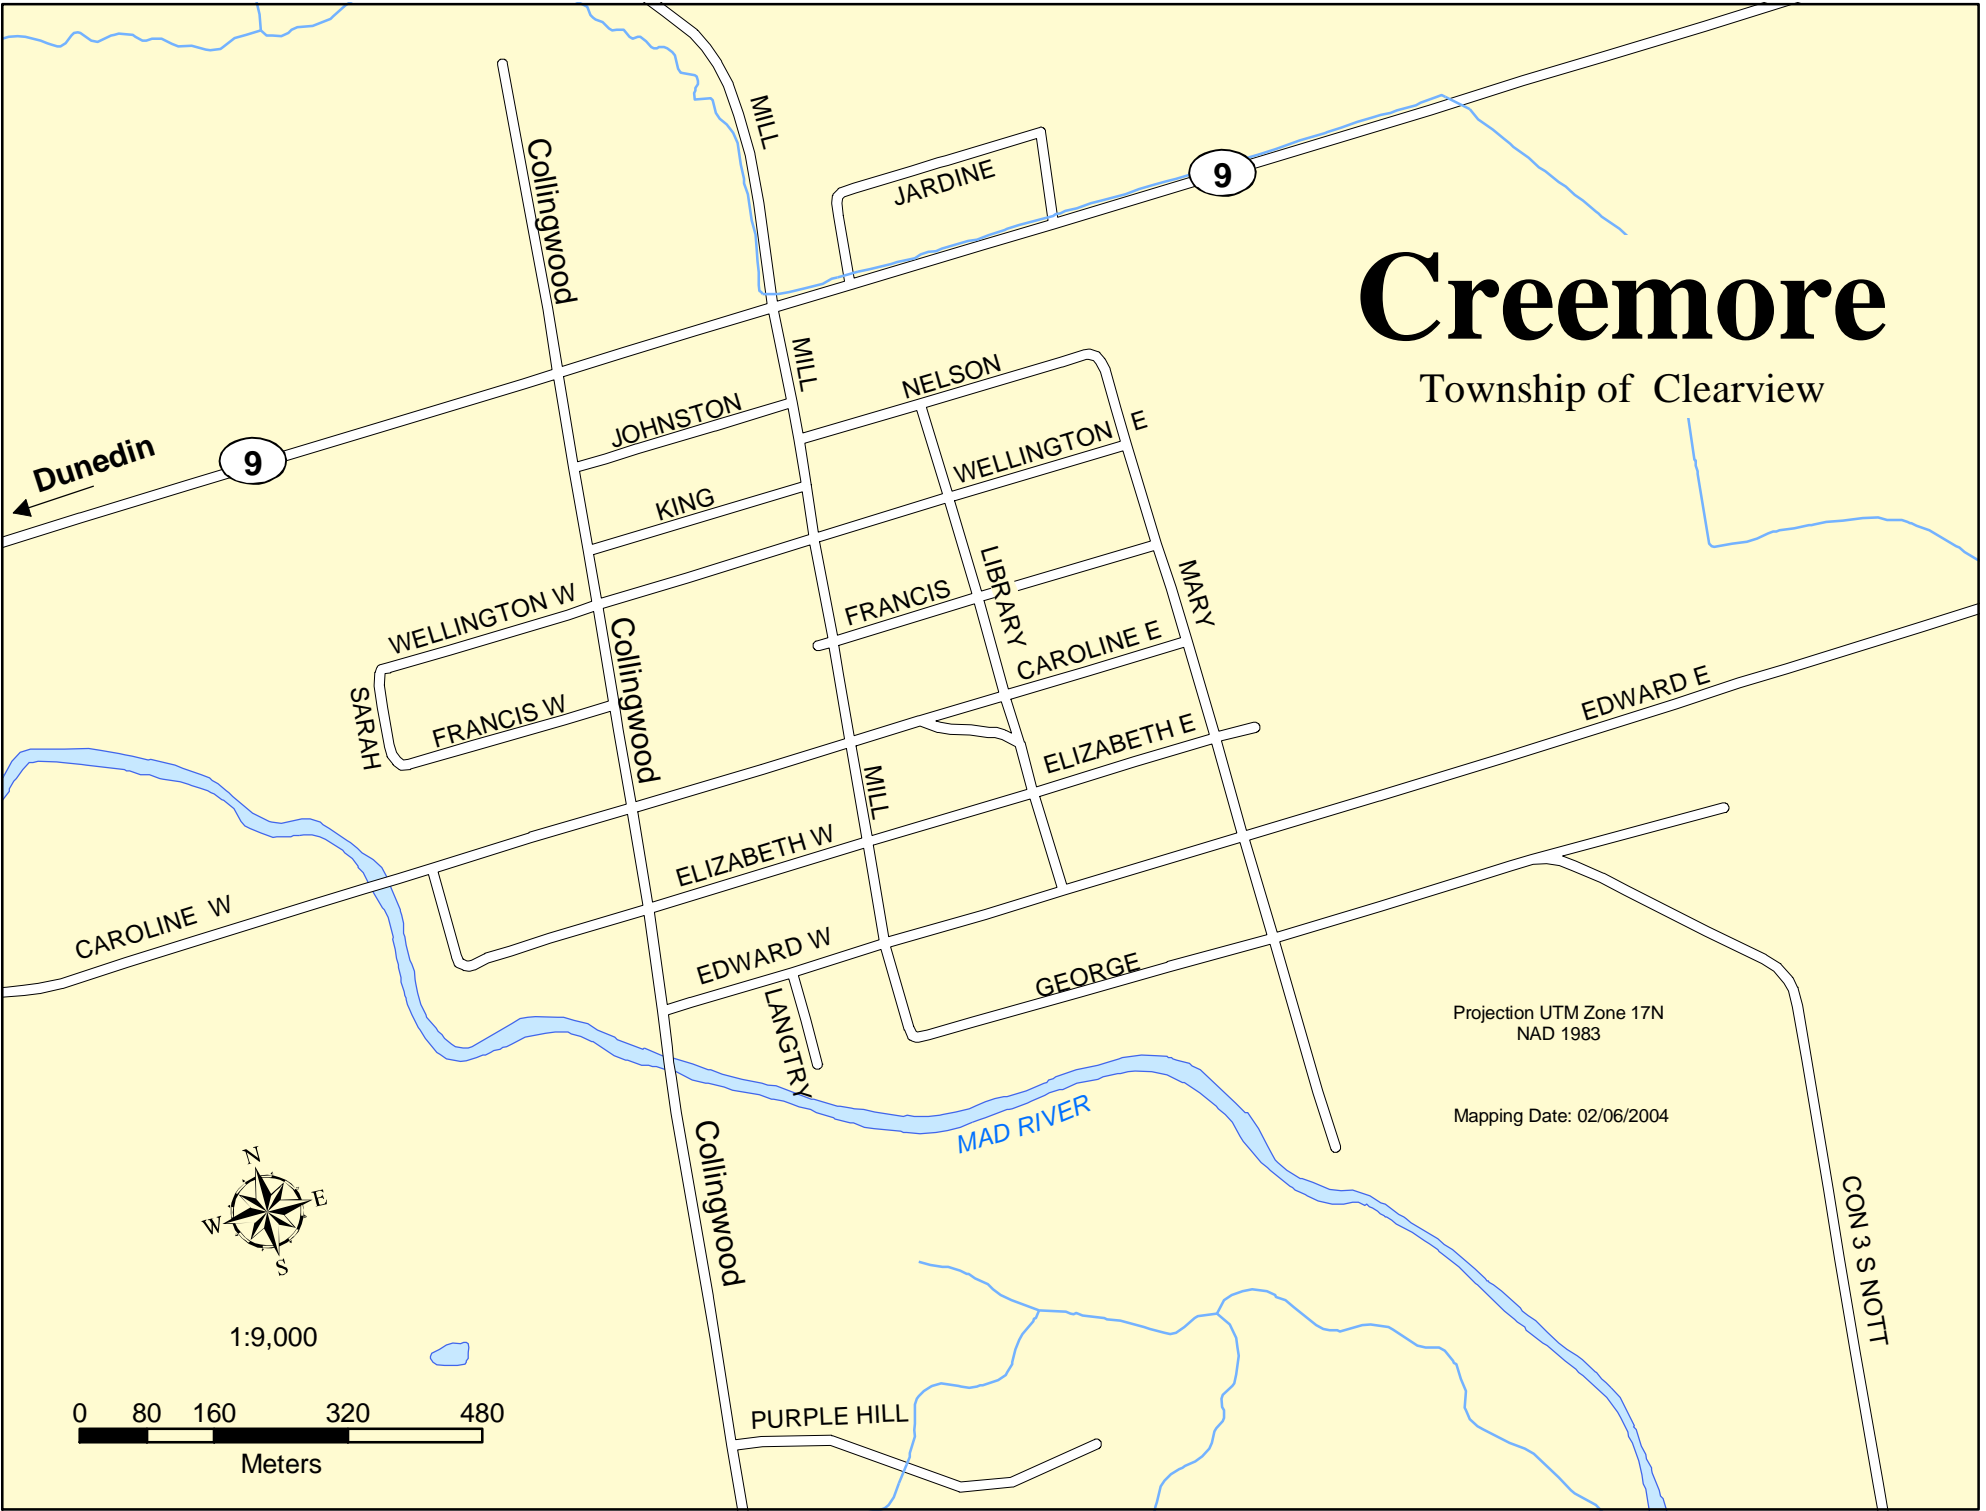 MILL
Collingwood
JARDINE
9
Creemore
Township of Clearview
MILL
NELSON
JOHNSTON
WELLINGTON E
Dunedin
9
KING
LIBRARY
MARY
FRANCIS
WELLINGTON W
Collingwood
CAROLINE E
SARAH
FRANCIS W
EDWARD E
ELIZABETH E
MILL
ELIZABETH W
CAROLINE W
EDWARD W
GEORGE
LANGTRY
Projection UTM Zone 17N
NAD 1983
MAD RIVER
Mapping Date: 02/06/2004
Collingwood
N
E
W
S
CON 3 S NOTT
1:9,000
0 80 160 320 480
Meters
PURPLE HILL